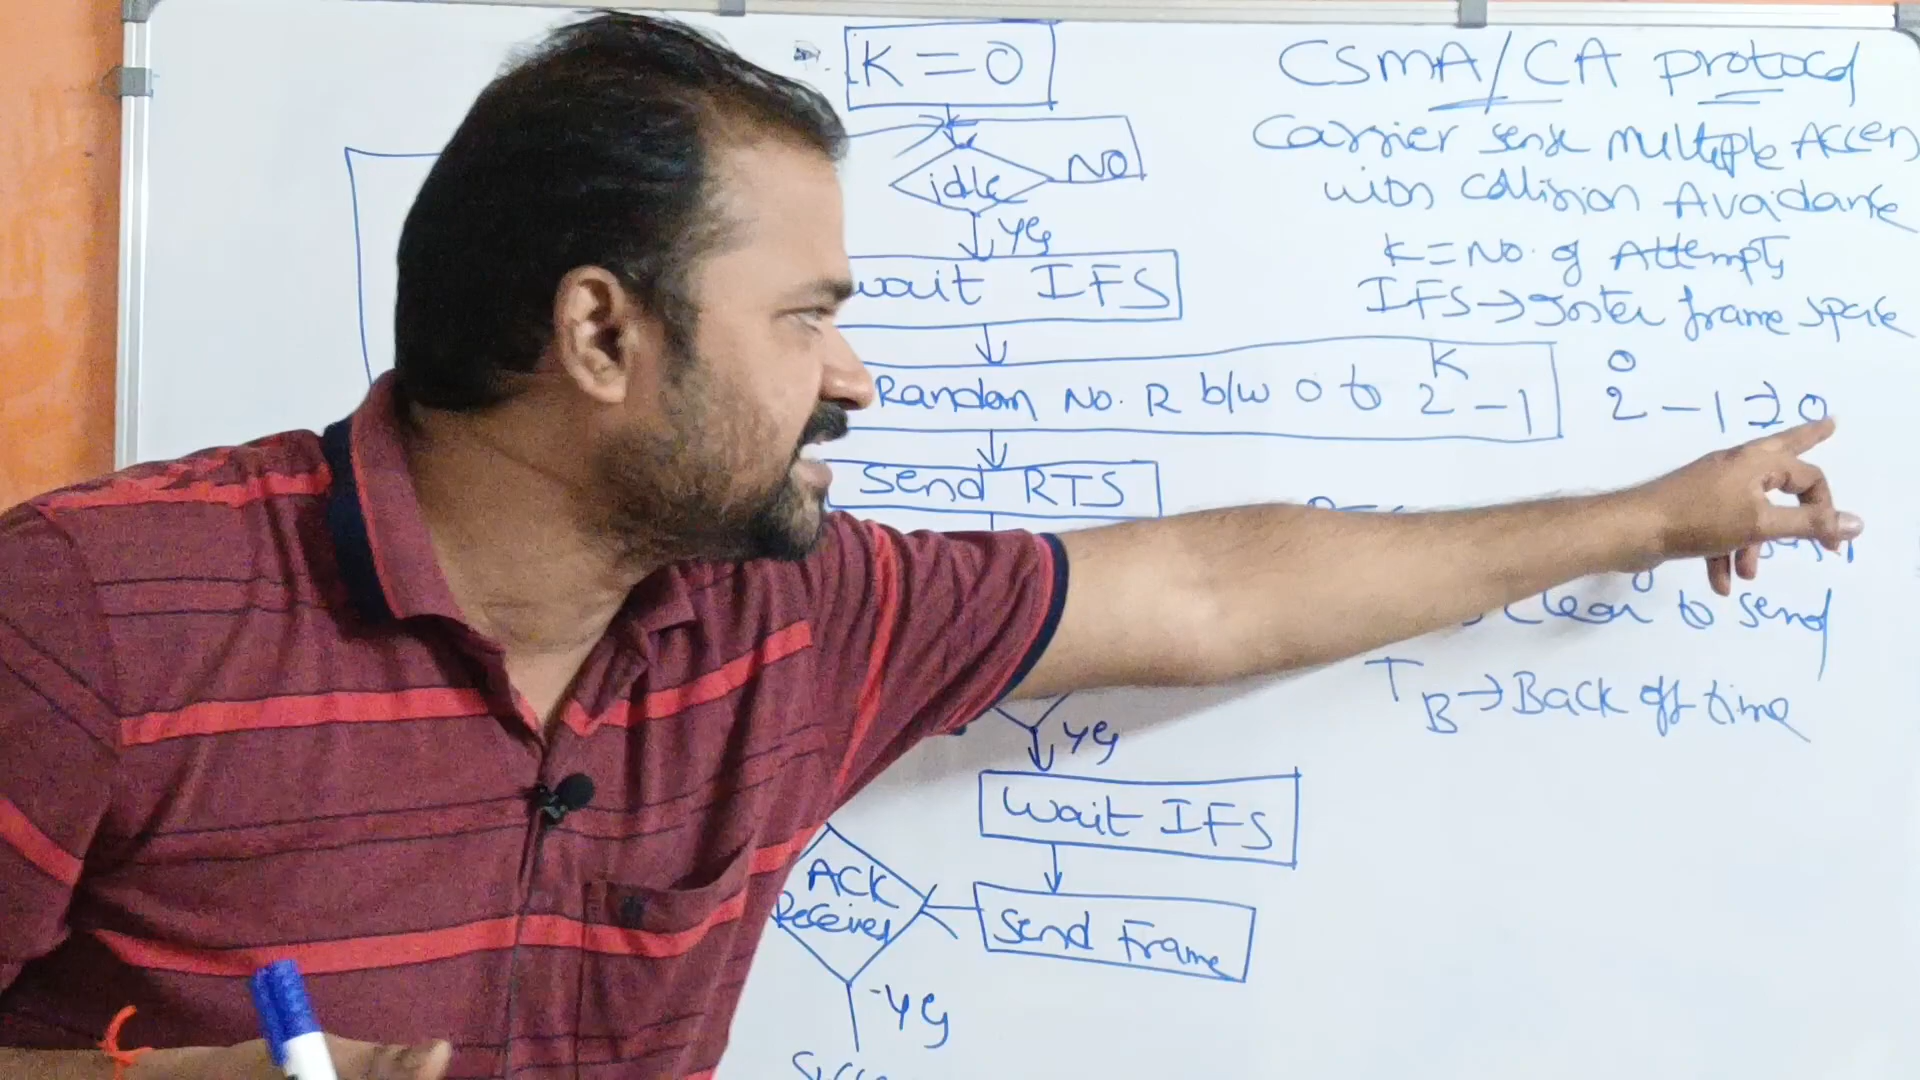 K = 0
idle
NO
Yes
wait IFS
Random No. R b/w 0 to 2^K - 1
Send RTS
Yes
wait IFS
Send Frame
ACK
Receives
Yes
CSMA/CA protocol
Carrier sense Multiple Access
with Collision Avoidance
K = No. of Attempts
IFS → Inter frame space
2^0 - 1 → 0
Clear to send
T_B → Back off time